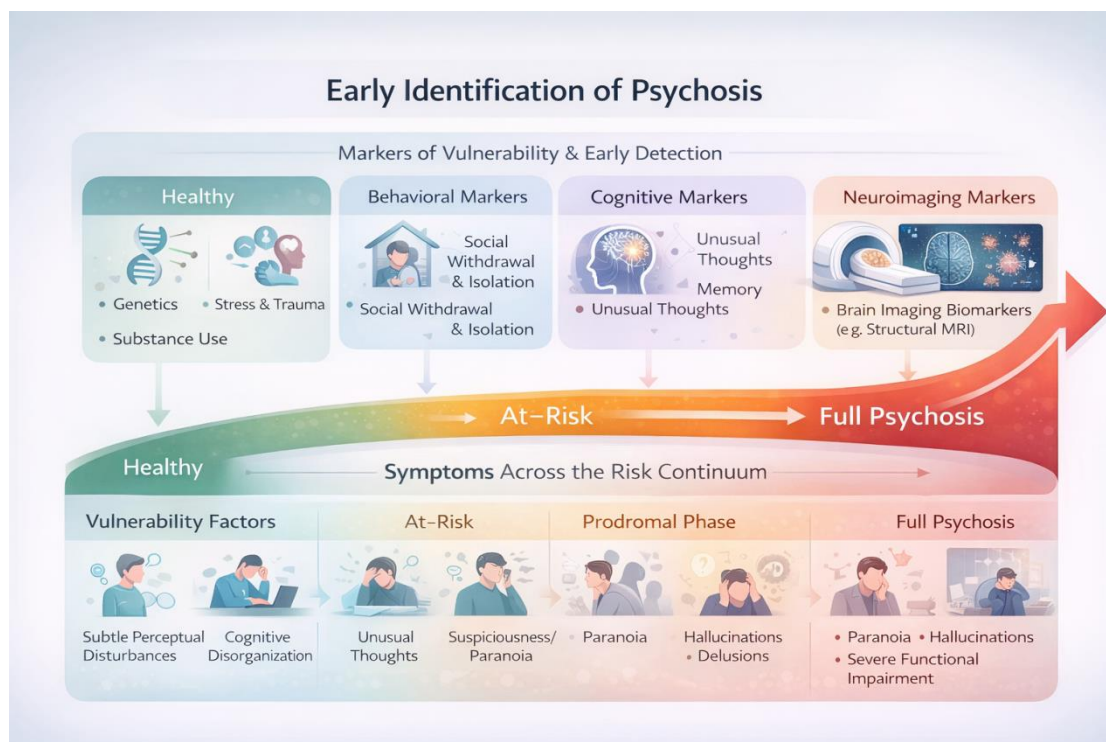 Early Identification of Psychosis
Markers of Vulnerability & Early Detection
Healthy
Genetics
Stress & Trauma
Substance Use
Behavioral Markers
Social
Withdrawal
& Isolation
Social Withdrawal
& Isolation
Cognitive Markers
Unusual
Thoughts
Memory
Unusual Thoughts
Neuroimaging Markers
Brain Imaging Biomarkers
(e.g. Structural MRI)
At-Risk
Full Psychosis
Healthy
Symptoms Across the Risk Continuum
Vulnerability Factors
Subtle Perceptual
Disturbances
Cognitive
Disorganization
At-Risk
Unusual
Thoughts
Suspiciousness/
Paranoia
Prodromal Phase
Paranoia
Hallucinations
• Delusions
Full Psychosis
• Paranoia • Hallucinations
• Severe Functional
Impairment